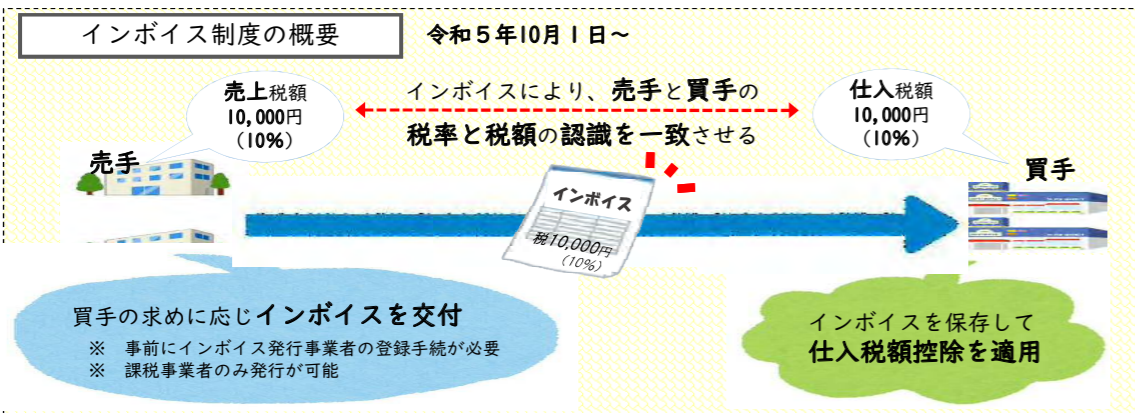 インボイス制度の概要
令和5年10月1日～
売上税額
10,000円
（10%）
インボイスにより、売手と買手の
税率と税額の認識を一致させる
仕入税額
10,000円
（10%）
売手
買手
インボイス
税10,000円
（10%）
買手の求めに応じインボイスを交付
※ 事前にインボイス発行事業者の登録手続が必要
※ 課税事業者のみ発行が可能
インボイスを保存して
仕入税額控除を適用